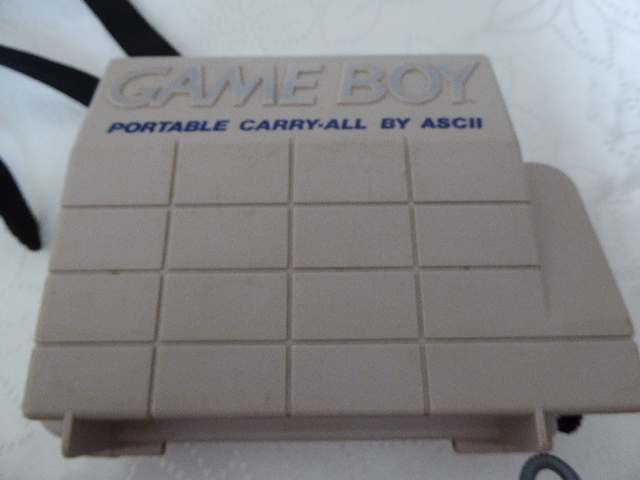 GAME BOY
PORTABLE CARRY-ALL BY ASCII